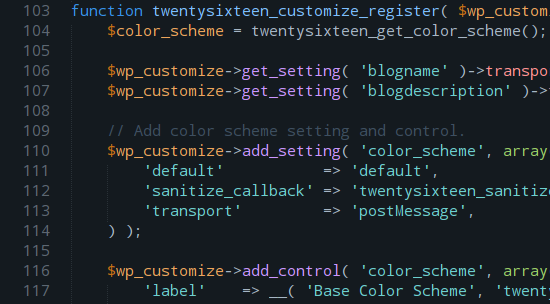 103 function twentysixteen_customize_register( $wp_custom
104 $color_scheme = twentysixteen_get_color_scheme();
105
106 $wp_customize->get_setting( 'blogname' )->transpo
107 $wp_customize->get_setting( 'blogdescription' )->
108
109 // Add color scheme setting and control.
110 $wp_customize->add_setting( 'color_scheme', array
111 'default' => 'default',
112 'sanitize_callback' => 'twentysixteen_sanitiz
113 'transport' => 'postMessage',
114 ) );
115
116 $wp_customize->add_control( 'color_scheme', array
117 'label' => __( 'Base Color Scheme', 'twent